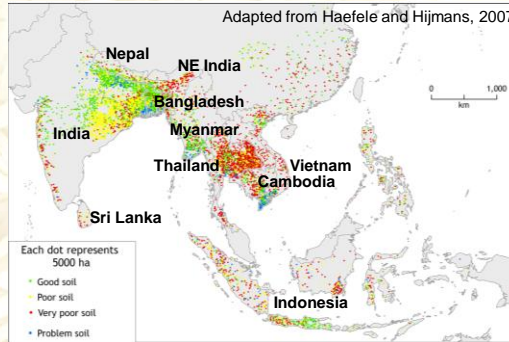 Adapted from Haefele and Hijmans, 2007
Nepal
NE India
0 1,000
km
Bangladesh
India
Myanmar
Thailand
Vietnam
Cambodia
Sri Lanka
Each dot represents
5000 ha
Good soil
Poor soil
Very poor soil
Problem soil
Indonesia